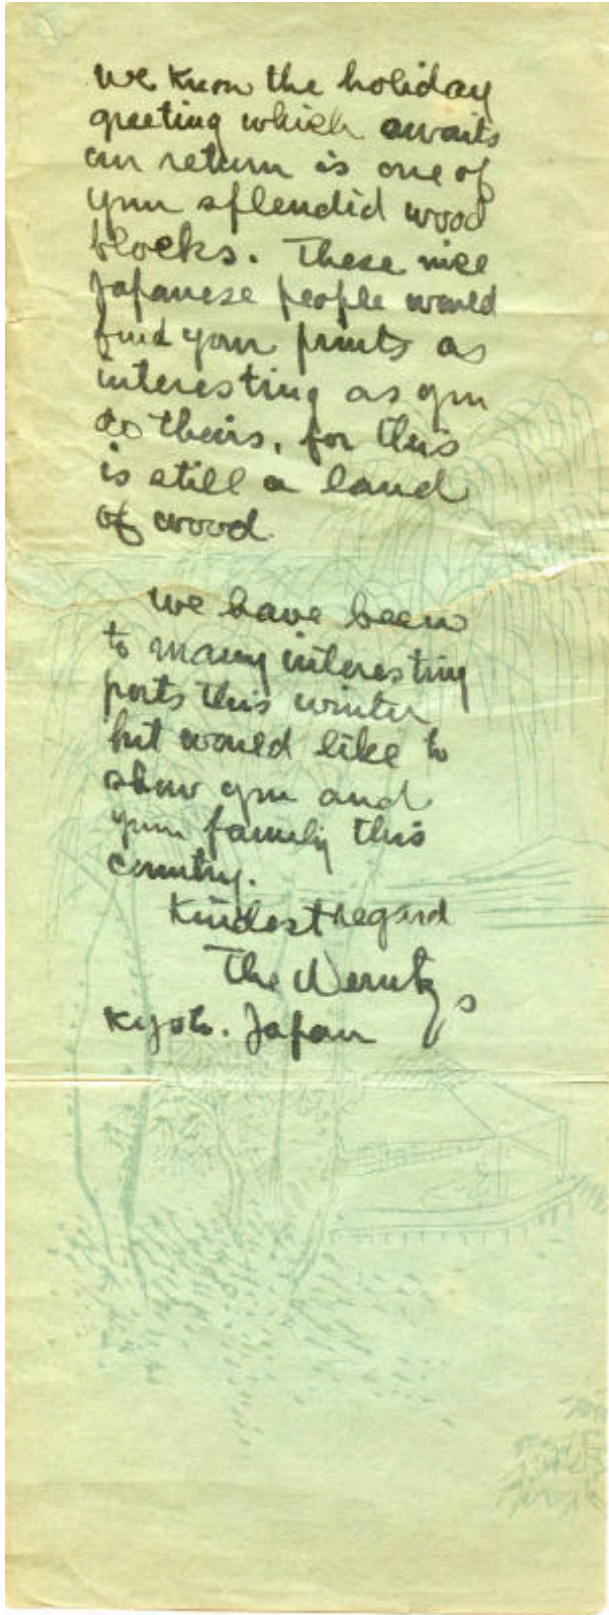 We know the holiday
greeting which awaits
our return is one of
your splendid wood
blocks. These nice
Japanese people would
find your prints as
interesting as you
do theirs, for this
is still a land
of wood.
We have been
to many interesting
ports this winter
but would like to
show you and
your family this
country.
Kindest regard
The
Kyoto. Japan